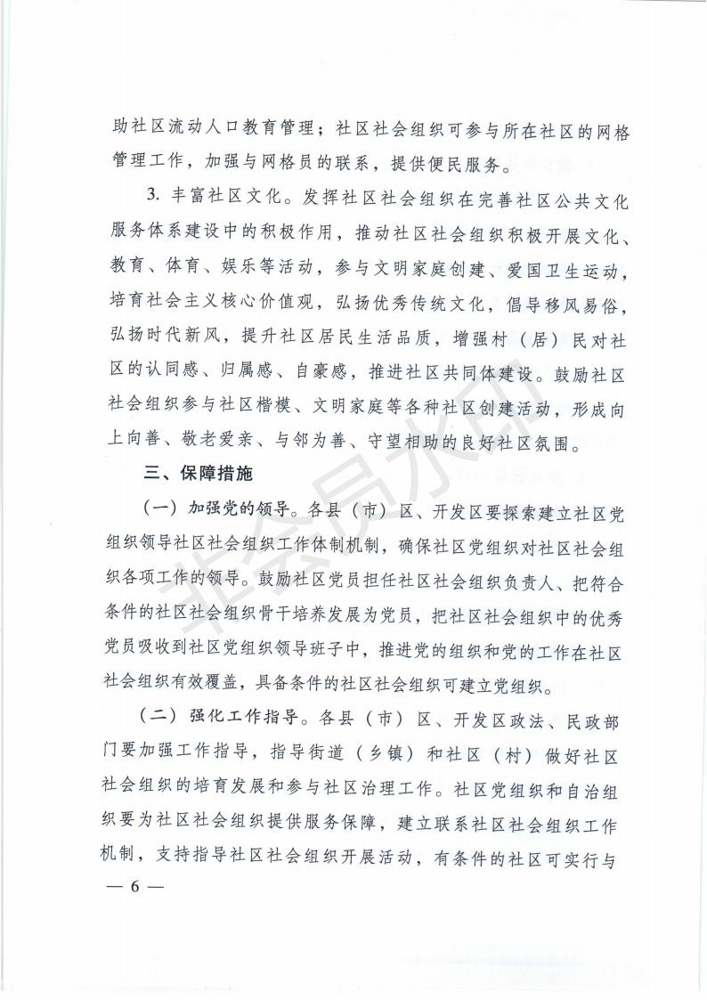 助社区流动人口教育管理；社区社会组织可参与所在社区的网格
管理工作，加强与网格员的联系，提供便民服务。
3. 丰富社区文化。发挥社区社会组织在完善社区公共文化
服务体系建设中的积极作用，推动社区社会组织积极开展文化、
教育、体育、娱乐等活动，参与文明家庭创建、爱国卫生运动，
培育社会主义核心价值观，弘扬优秀传统文化，倡导移风易俗，
弘扬时代新风，提升社区居民生活品质，增强村（居）民对社
区的认同感、归属感、自豪感，推进社区共同体建设。鼓励社区
社会组织参与社区楷模、文明家庭等各种社区创建活动，形成向
上向善、敬老爱亲、与邻为善、守望相助的良好社区氛围。
三、保障措施
（一）加强党的领导。各县（市）区、开发区要探索建立社区党
组织领导社区社会组织工作体制机制，确保社区党组织对社区社会组
织各项工作的领导。鼓励社区党员担任社区社会组织负责人、把符合
条件的社区社会组织骨干培养发展为党员，把社区社会组织中的优秀
党员吸收到社区党组织领导班子中，推进党的组织和党的工作在社区
社会组织有效覆盖，具备条件的社区社会组织可建立党组织。
（二）强化工作指导。各县（市）区、开发区政法、民政部
门要加强工作指导，指导街道（乡镇）和社区（村）做好社区
社会组织的培育发展和参与社区治理工作。社区党组织和自治组
织要为社区社会组织提供服务保障，建立联系社区社会组织工作
机制，支持指导社区社会组织开展活动，有条件的社区可实行与
— 6 —
非会员水印